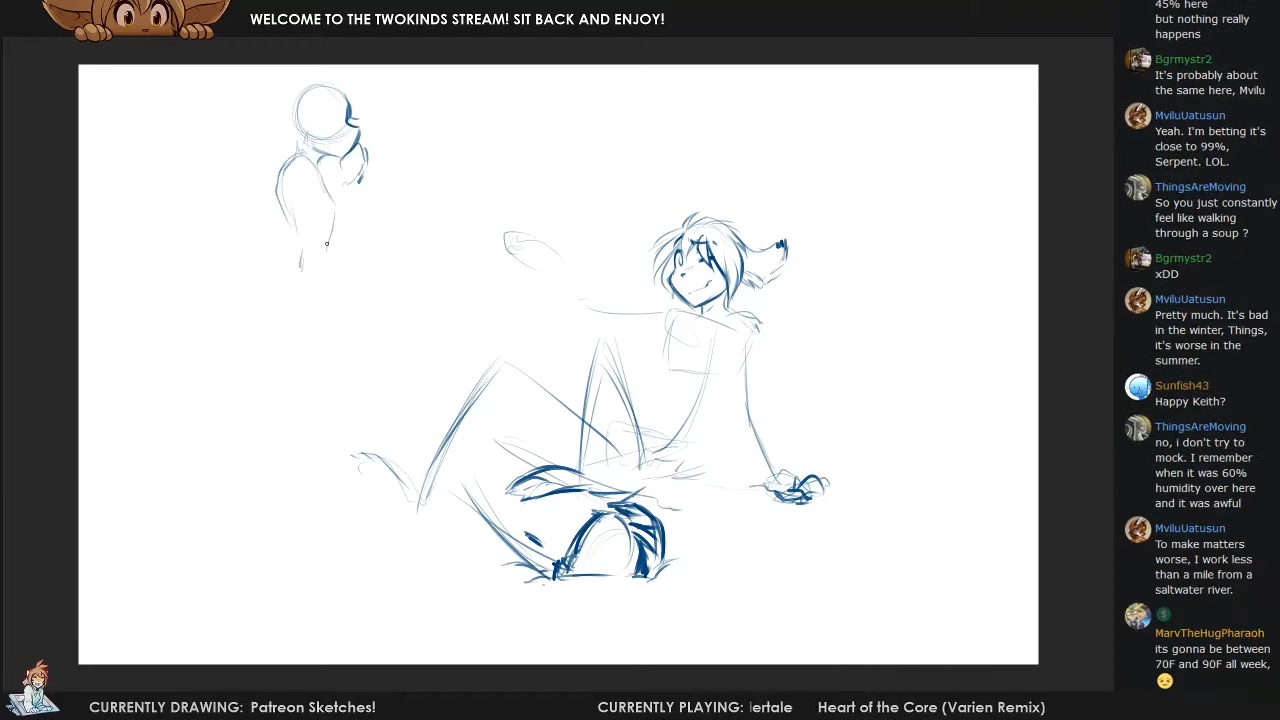 WELCOME TO THE TWOKINDS STREAM! SIT BACK AND ENJOY!
45% here
but nothing really
happens
Bgrmystr2
It's probably about
the same here, Mvilu
MviluUatusun
Yeah. I'm betting it's
close to 99%,
Serpent. LOL.
ThingsAreMoving
So you just constantly
feel like walking
through a soup ?
Bgrmystr2
xDD
MviluUatusun
Pretty much. It's bad
in the winter, Things,
it's worse in the
summer.
Sunfish43
Happy Keith?
ThingsAreMoving
no, i don't try to
mock. I remember
when it was 60%
humidity over here
and it was awful
MviluUatusun
To make matters
worse, I work less
than a mile from a
saltwater river.
S
MarvTheHugPharaoh
its gonna be between
70F and 90F all week,
CURRENTLY DRAWING: Patreon Sketches!
CURRENTLY PLAYING: lertale Heart of the Core (Varien Remix)